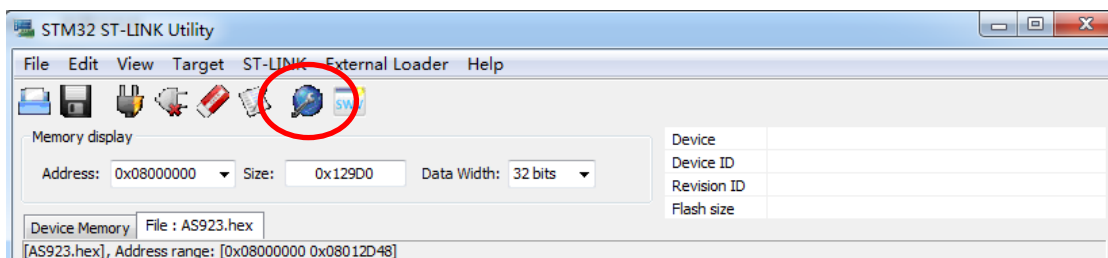 STM32 ST-LINK Utility
File Edit View Target ST-LINK External Loader Help
SWV
Memory display
Address: 0x08000000 Size: 0x129D0 Data Width: 32 bits
Device
Device ID
Revision ID
Flash size
Device Memory File : AS923.hex
[AS923.hex], Address range: [0x08000000 0x08012D48]